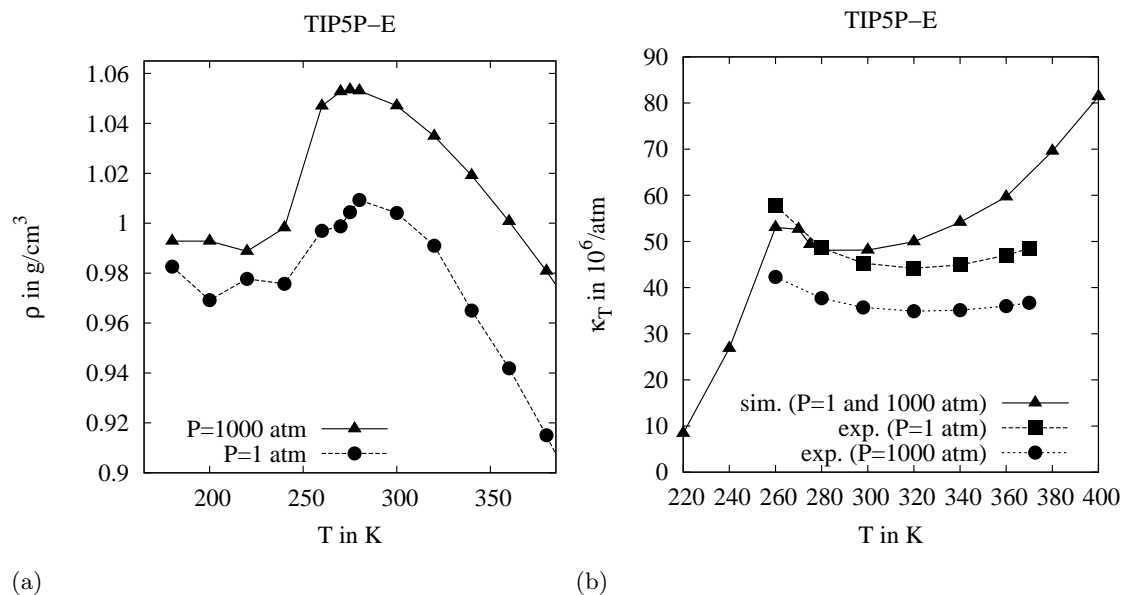 TIP5P–E
1.06
1.04
1.02
1
0.98
0.96
0.94
0.92
0.9
ρ in g/cm³
P=1000 atm
P=1 atm
200 250 300 350
T in K
(a)
TIP5P–E
90
80
70
60
50
40
30
20
10
0
κ_T in 10⁶/atm
sim. (P=1 and 1000 atm)
exp. (P=1 atm)
exp. (P=1000 atm)
220 240 260 280 300 320 340 360 380 400
T in K
(b)